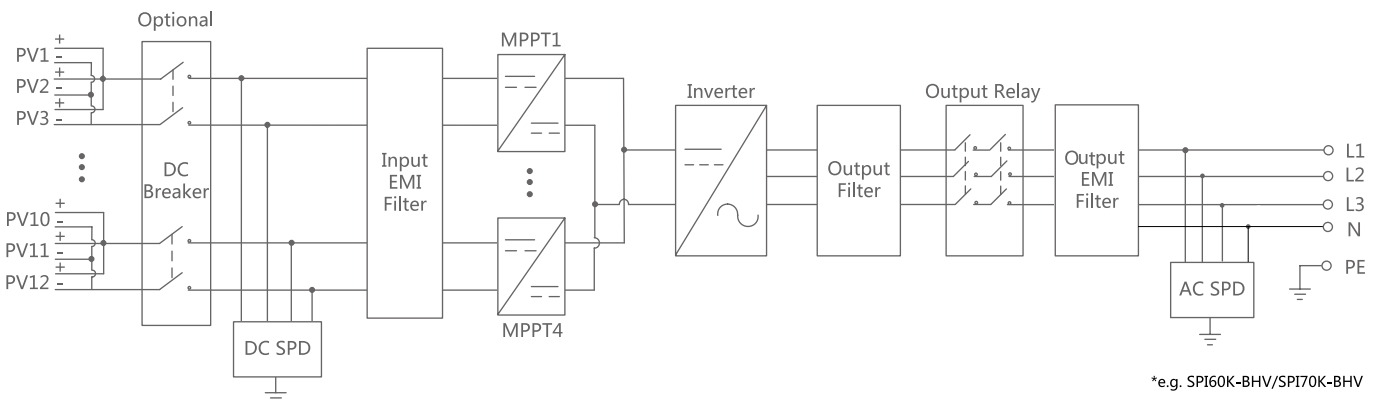 Optional
+
PV1
-
+
PV2
-
+
PV3
-
+
PV10
-
+
PV11
-
+
PV12
-
DC
Breaker
DC SPD
Input
EMI
Filter
MPPT1
MPPT4
Inverter
Output
Filter
Output Relay
Output
EMI
Filter
L1
L2
L3
N
PE
AC SPD
*e.g. SPI60K-BHV/SPI70K-BHV